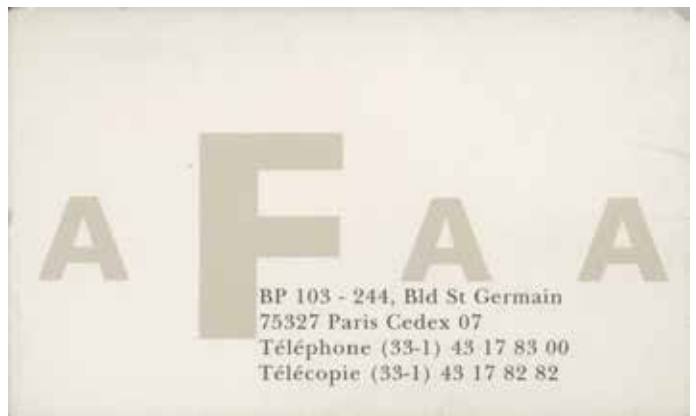 A F A A
BP 103 - 244, Bld St Germain
75327 Paris Cedex 07
Téléphone (33-1) 43 17 83 00
Télécopie (33-1) 43 17 82 82